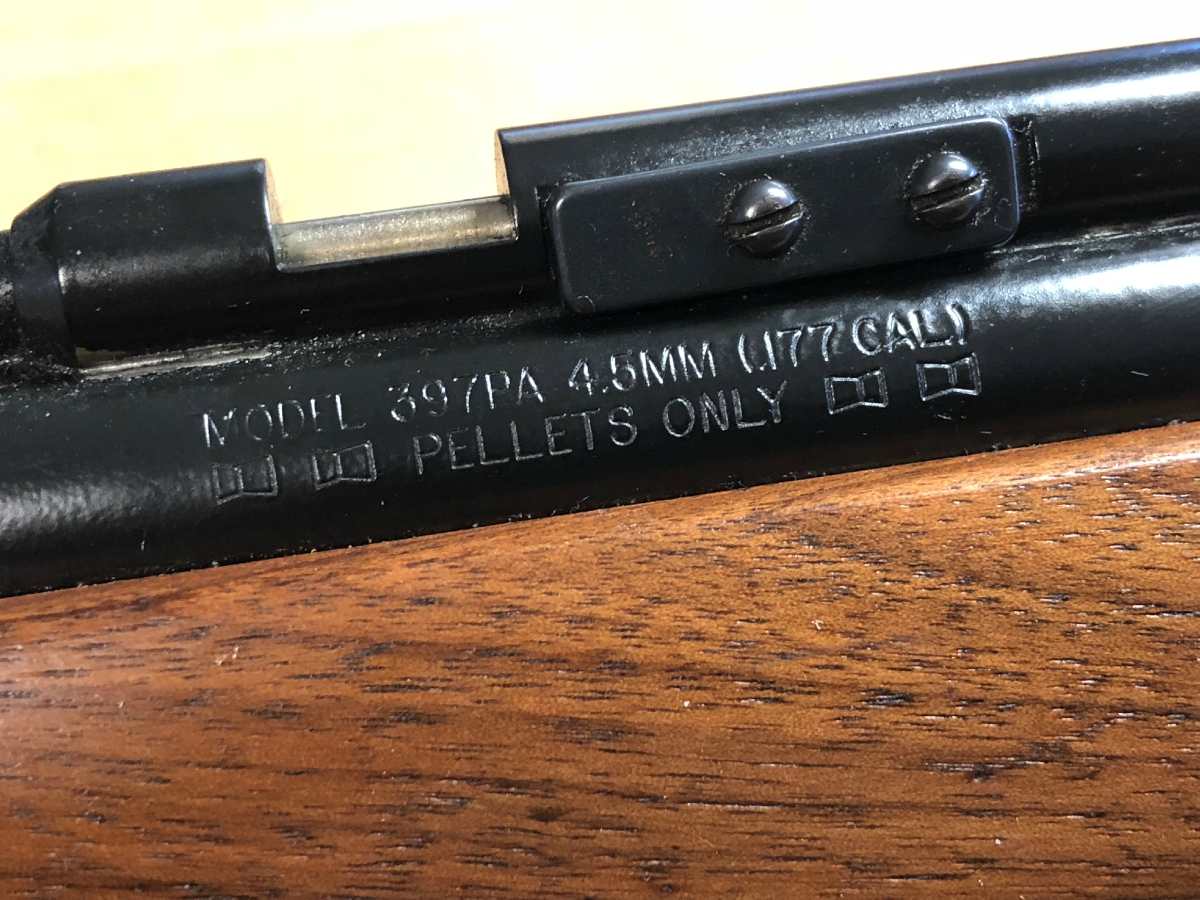 MODEL 397PA 4.5MM (.177 CAL)
PELLETS ONLY